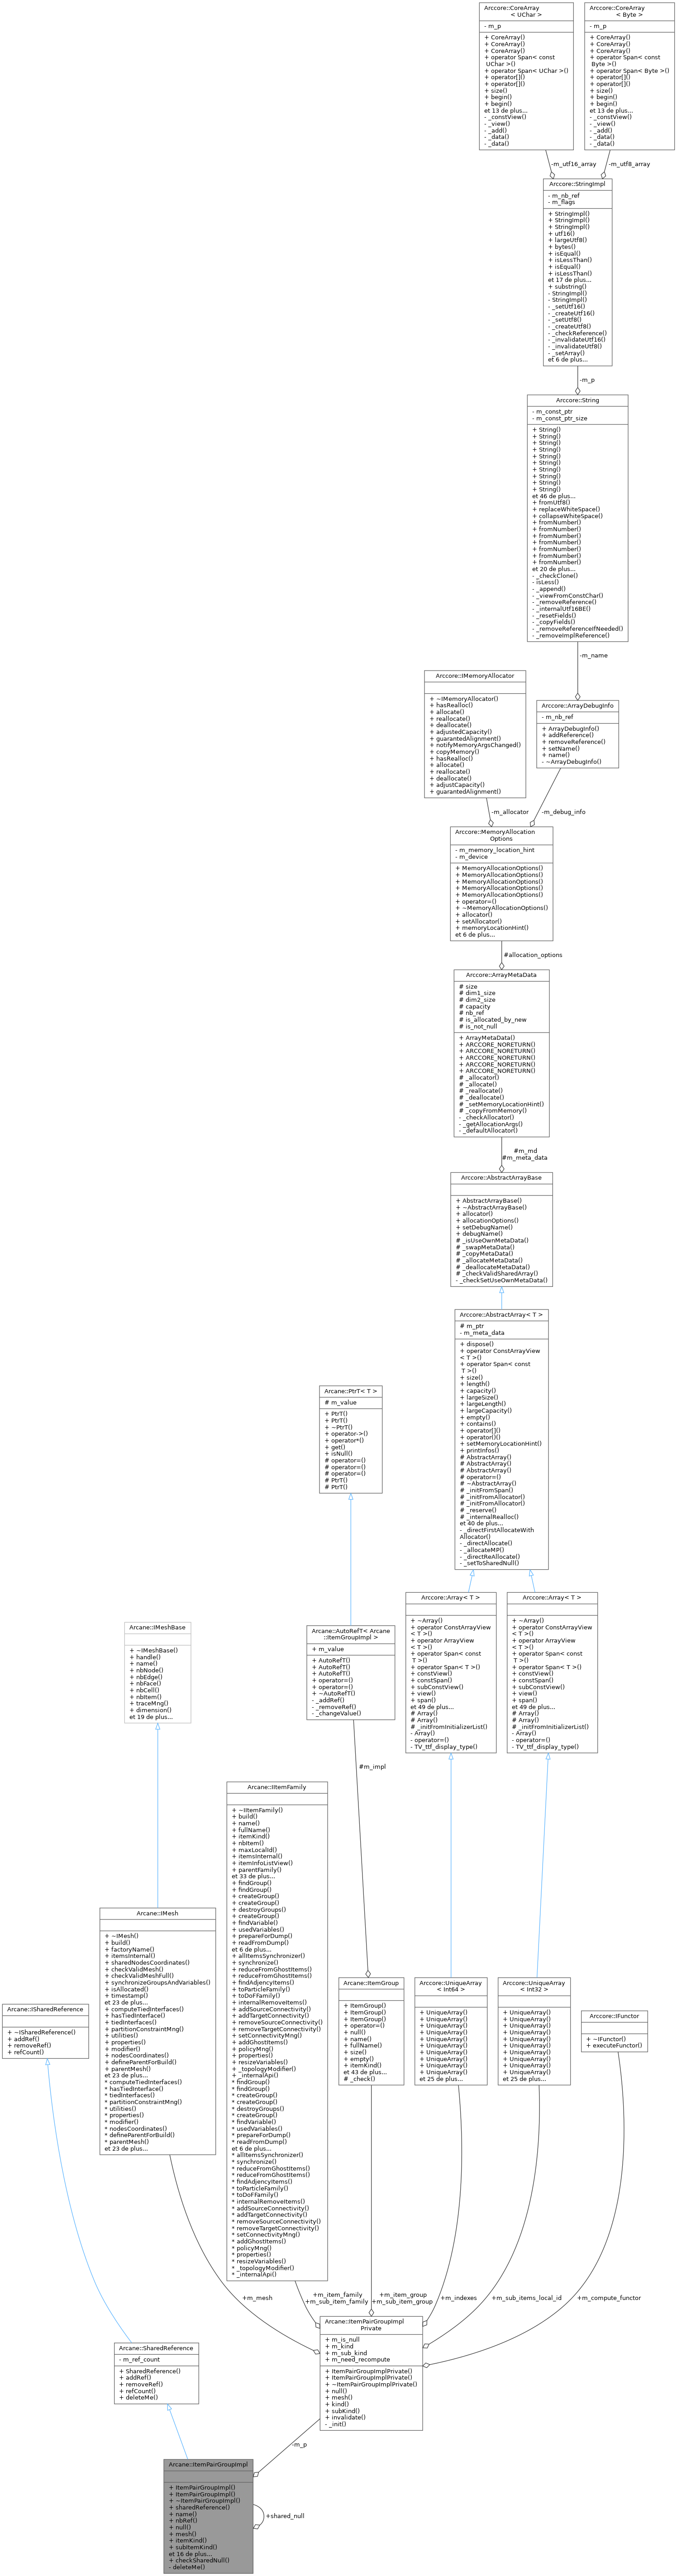 Arccore::CoreArray
< UChar >
- m_p
+ CoreArray()
+ CoreArray()
+ CoreArray()
+ operator Span< const
UChar >()
+ operator Span< UChar >()
+ operator[]()
+ operator[]()
+ size()
+ begin()
+ begin()
et 13 de plus...
- _constView()
- _view()
- _add()
- _data()
- _data()
Arccore::CoreArray
< Byte >
- m_p
+ CoreArray()
+ CoreArray()
+ CoreArray()
+ operator Span< const
Byte >()
+ operator Span< Byte >()
+ operator[]()
+ operator[]()
+ size()
+ begin()
+ begin()
et 13 de plus...
- _constView()
- _view()
- _add()
- _data()
- _data()
-m_utf16_array
-m_utf8_array
Arccore::StringImpl
- m_nb_ref
- m_flags
+ StringImpl()
+ StringImpl()
+ StringImpl()
+ utf16()
+ largeUtf8()
+ bytes()
+ isEqual()
+ isLessThan()
+ isEqual()
+ isLessThan()
et 17 de plus...
+ substring()
- StringImpl()
- StringImpl()
- _setUtf16()
- _createUtf16()
- _setUtf8()
- _createUtf8()
- _checkReference()
- _invalidateUtf16()
- _invalidateUtf8()
- _setArray()
et 6 de plus...
-m_p
Arccore::String
- m_const_ptr
- m_const_ptr_size
+ String()
+ String()
+ String()
+ String()
+ String()
+ String()
+ String()
+ String()
+ String()
+ String()
et 46 de plus...
+ fromUtf8()
+ replaceWhiteSpace()
+ collapseWhiteSpace()
+ fromNumber()
+ fromNumber()
+ fromNumber()
+ fromNumber()
+ fromNumber()
+ fromNumber()
+ fromNumber()
et 20 de plus...
- _checkClone()
- isLess()
- _append()
- _viewFromConstChar()
- _removeReference()
- _internalUtf16BE()
- _resetFields()
- _copyFields()
- _removeReferenceIfNeeded()
- _removeImplReference()
-m_name
Arccore::IMemoryAllocator
+ ~IMemoryAllocator()
+ hasRealloc()
+ allocate()
+ reallocate()
+ deallocate()
+ adjustedCapacity()
+ guarantedAlignment()
+ notifyMemoryArgsChanged()
+ copyMemory()
+ hasRealloc()
+ allocate()
+ reallocate()
+ deallocate()
+ adjustCapacity()
+ guarantedAlignment()
Arccore::ArrayDebugInfo
- m_nb_ref
+ ArrayDebugInfo()
+ addReference()
+ removeReference()
+ setName()
+ name()
- ~ArrayDebugInfo()
-m_allocator
-m_debug_info
Arccore::MemoryAllocation
Options
- m_memory_location_hint
- m_device
+ MemoryAllocationOptions()
+ MemoryAllocationOptions()
+ MemoryAllocationOptions()
+ MemoryAllocationOptions()
+ MemoryAllocationOptions()
+ operator=()
+ ~MemoryAllocationOptions()
+ allocator()
+ setAllocator()
+ memoryLocationHint()
et 6 de plus...
#allocation_options
Arccore::ArrayMetaData
# size
# dim1_size
# dim2_size
# capacity
# nb_ref
# is_allocated_by_new
# is_not_null
+ ArrayMetaData()
+ ARCCORE_NORETURN()
+ ARCCORE_NORETURN()
+ ARCCORE_NORETURN()
+ ARCCORE_NORETURN()
+ ARCCORE_NORETURN()
# _allocator()
# _allocate()
# _reallocate()
# _deallocate()
# _setMemoryLocationHint()
# _copyFromMemory()
- _checkAllocator()
- _getAllocationArgs()
- _defaultAllocator()
#m_md
#m_meta_data
Arccore::AbstractArrayBase
+ AbstractArrayBase()
+ ~AbstractArrayBase()
+ allocator()
+ allocationOptions()
+ setDebugName()
+ debugName()
# _isUseOwnMetaData()
# _swapMetaData()
# _copyMetaData()
# _allocateMetaData()
# _deallocateMetaData()
# _checkValidSharedArray()
- _checkSetUseOwnMetaData()
Arccore::AbstractArray< T >
# m_ptr
- m_meta_data
+ dispose()
+ operator ConstArrayView
< T >()
+ operator Span< const
T >()
+ size()
+ length()
+ capacity()
+ largeSize()
+ largeLength()
+ largeCapacity()
+ empty()
+ contains()
+ operator[]()
+ operator()()
+ setMemoryLocationHint()
+ printInfos()
# AbstractArray()
# AbstractArray()
# AbstractArray()
# operator=()
# ~AbstractArray()
# _initFromSpan()
# _initFromAllocator()
# _initFromAllocator()
# _reserve()
# _internalRealloc()
et 40 de plus...
- _directFirstAllocateWith
Allocator()
- _directAllocate()
- _allocateMP()
- _directReAllocate()
- _setToSharedNull()
Arcane::PtrT< T >
# m_value
+ PtrT()
+ PtrT()
+ ~PtrT()
+ operator->()
+ operator*()
+ get()
+ isNull()
# operator=()
# operator=()
# operator=()
# PtrT()
# PtrT()
Arccore::Array< T >
+ ~Array()
+ operator ConstArrayView
< T >()
+ operator ArrayView
< T >()
+ operator Span< const
T >()
+ operator Span< T >()
+ constView()
+ constSpan()
+ subConstView()
+ view()
+ span()
et 49 de plus...
# Array()
# Array()
# _initFromInitializerList()
- Array()
- operator=()
- TV_ttf_display_type()
Arccore::Array< T >
+ ~Array()
+ operator ConstArrayView
< T >()
+ operator ArrayView
< T >()
+ operator Span< const
T >()
+ operator Span< T >()
+ constView()
+ constSpan()
+ subConstView()
+ view()
+ span()
et 49 de plus...
# Array()
# Array()
# _initFromInitializerList()
- Array()
- operator=()
- TV_ttf_display_type()
Arcane::IMeshBase
+ ~IMeshBase()
+ handle()
+ name()
+ nbNode()
+ nbEdge()
+ nbFace()
+ nbCell()
+ nbItem()
+ traceMng()
+ dimension()
et 19 de plus...
Arcane::AutoRefT< Arcane
::ItemGroupImpl >
+ m_value
+ AutoRefT()
+ AutoRefT()
+ AutoRefT()
+ operator=()
+ operator=()
+ ~AutoRefT()
- _addRef()
- _removeRef()
- _changeValue()
#m_impl
Arcane::IItemFamily
+ ~IItemFamily()
+ build()
+ name()
+ fullName()
+ itemKind()
+ nbItem()
+ maxLocalId()
+ itemsInternal()
+ itemInfoListView()
+ parentFamily()
et 33 de plus...
+ findGroup()
+ findGroup()
+ createGroup()
+ createGroup()
+ destroyGroups()
+ createGroup()
+ findVariable()
+ usedVariables()
+ prepareForDump()
+ readFromDump()
et 6 de plus...
+ allItemsSynchronizer()
+ synchronize()
+ reduceFromGhostItems()
+ reduceFromGhostItems()
+ findAdjencyItems()
+ toParticleFamily()
+ toDoFFamily()
+ internalRemoveItems()
+ addSourceConnectivity()
+ addTargetConnectivity()
+ removeSourceConnectivity()
+ removeTargetConnectivity()
+ setConnectivityMng()
+ addGhostItems()
+ policyMng()
+ properties()
+ resizeVariables()
+ _topologyModifier()
+ _internalApi()
* findGroup()
* findGroup()
* createGroup()
* createGroup()
* destroyGroups()
* createGroup()
* findVariable()
* usedVariables()
* prepareForDump()
* readFromDump()
et 6 de plus...
* allItemsSynchronizer()
* synchronize()
* reduceFromGhostItems()
* reduceFromGhostItems()
* findAdjencyItems()
* toParticleFamily()
* toDoFFamily()
* internalRemoveItems()
* addSourceConnectivity()
* addTargetConnectivity()
* removeSourceConnectivity()
* removeTargetConnectivity()
* setConnectivityMng()
* addGhostItems()
* policyMng()
* properties()
* resizeVariables()
* _topologyModifier()
* _internalApi()
Arcane::IMesh
+ ~IMesh()
+ build()
+ factoryName()
+ itemsInternal()
+ sharedNodesCoordinates()
+ checkValidMesh()
+ checkValidMeshFull()
+ synchronizeGroupsAndVariables()
+ isAllocated()
+ timestamp()
et 23 de plus...
+ computeTiedInterfaces()
+ hasTiedInterface()
+ tiedInterfaces()
+ partitionConstraintMng()
+ utilities()
+ properties()
+ modifier()
+ nodesCoordinates()
+ defineParentForBuild()
+ parentMesh()
et 23 de plus...
* computeTiedInterfaces()
* hasTiedInterface()
* tiedInterfaces()
* partitionConstraintMng()
* utilities()
* properties()
* modifier()
* nodesCoordinates()
* defineParentForBuild()
* parentMesh()
et 23 de plus...
Arcane::ISharedReference
+ ~ISharedReference()
+ addRef()
+ removeRef()
+ refCount()
Arcane::ItemGroup
+ ItemGroup()
+ ItemGroup()
+ ItemGroup()
+ operator=()
+ null()
+ name()
+ fullName()
+ size()
+ empty()
+ itemKind()
et 43 de plus...
# _check()
Arccore::UniqueArray
< Int64 >
+ UniqueArray()
+ UniqueArray()
+ UniqueArray()
+ UniqueArray()
+ UniqueArray()
+ UniqueArray()
+ UniqueArray()
+ UniqueArray()
+ UniqueArray()
+ UniqueArray()
et 25 de plus...
Arccore::UniqueArray
< Int32 >
+ UniqueArray()
+ UniqueArray()
+ UniqueArray()
+ UniqueArray()
+ UniqueArray()
+ UniqueArray()
+ UniqueArray()
+ UniqueArray()
+ UniqueArray()
+ UniqueArray()
et 25 de plus...
Arccore::IFunctor
+ ~IFunctor()
+ executeFunctor()
+m_mesh
+m_item_family
+m_sub_item_family
+m_item_group
+m_sub_item_group
+m_indexes
+m_sub_items_local_id
+m_compute_functor
Arcane::ItemPairGroupImpl
Private
+ m_is_null
+ m_kind
+ m_sub_kind
+ m_need_recompute
+ ItemPairGroupImplPrivate()
+ ItemPairGroupImplPrivate()
+ ~ItemPairGroupImplPrivate()
+ null()
+ mesh()
+ kind()
+ subKind()
+ invalidate()
- _init()
Arcane::SharedReference
- m_ref_count
+ SharedReference()
+ addRef()
+ removeRef()
+ refCount()
+ deleteMe()
-m_p
Arcane::ItemPairGroupImpl
+ ItemPairGroupImpl()
+ ItemPairGroupImpl()
+ ~ItemPairGroupImpl()
+ sharedReference()
+ name()
+ nbRef()
+ null()
+ mesh()
+ itemKind()
+ subItemKind()
et 16 de plus...
+ checkSharedNull()
- deleteMe()
+shared_null